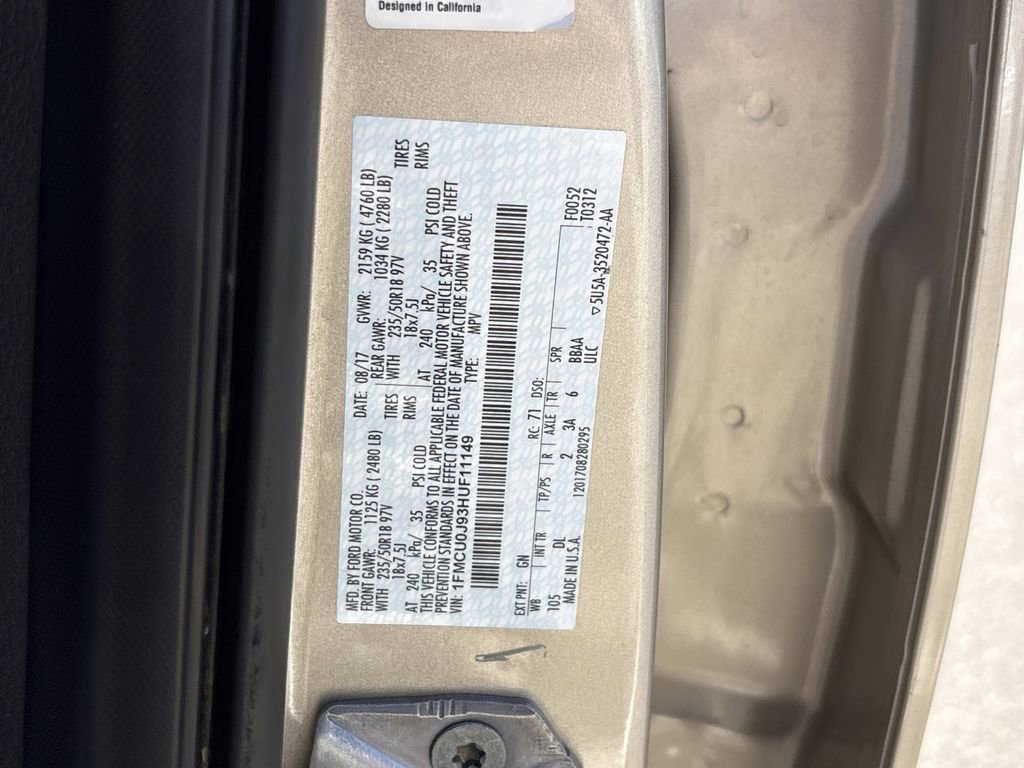 Designed in California
MFD. BY FORD MOTOR CO.
DATE: 08/17 GVWR: 2159 KG ( 4760 LB)
FRONT GAWR: 1125 KG ( 2480 LB) REAR GAWR: 1034 KG ( 2280 LB)
WITH 235/50R18 97V TIRES WITH 235/50R18 97V TIRES
18x7.5J RIMS 18x7.5J RIMS
AT 240 kPa/ 35 PSI COLD AT 240 kPa/ 35 PSI COLD
THIS VEHICLE CONFORMS TO ALL APPLICABLE FEDERAL MOTOR VEHICLE SAFETY AND THEFT
PREVENTION STANDARDS IN EFFECT ON THE DATE OF MANUFACTURE SHOWN ABOVE.
VIN: 1FMCU0J93HUF11149 TYPE: MPV
EXT PNT: GN RC: 71 DSO: F0052
WB INT TR TP/PS R AXLE TR SPR T0312
105 DL 2 3A 6 BBAA
MADE IN U.S.A. 1201708280295 ULC
▽5U5A-3520472-AA